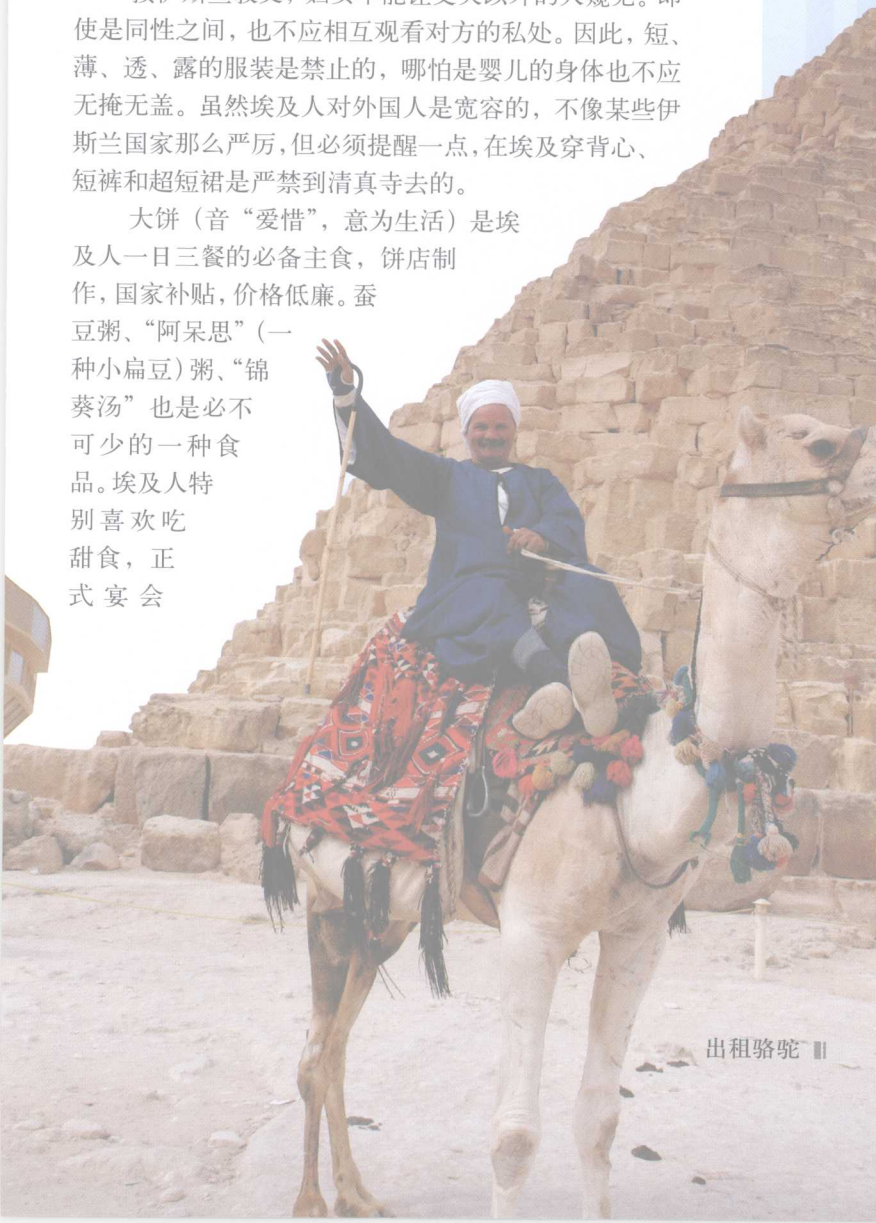 使是同性之间，也不应相互观看对方的私处。因此，短、
薄、透、露的服装是禁止的，哪怕是婴儿的身体也不应
无掩无盖。虽然埃及人对外国人是宽容的，不像某些伊
斯兰国家那么严厉，但必须提醒一点，在埃及穿背心、
短裤和超短裙是严禁到清真寺去的。
大饼（音“爱惜”，意为生活）是埃
及人一日三餐的必备主食，饼店制
作，国家补贴，价格低廉。蚕
豆粥、“阿呆思”（一
种小扁豆）粥、“锦
葵汤”也是必不
可少的一种食
品。埃及人特
别喜欢吃
甜食，正
式宴会
出租骆驼